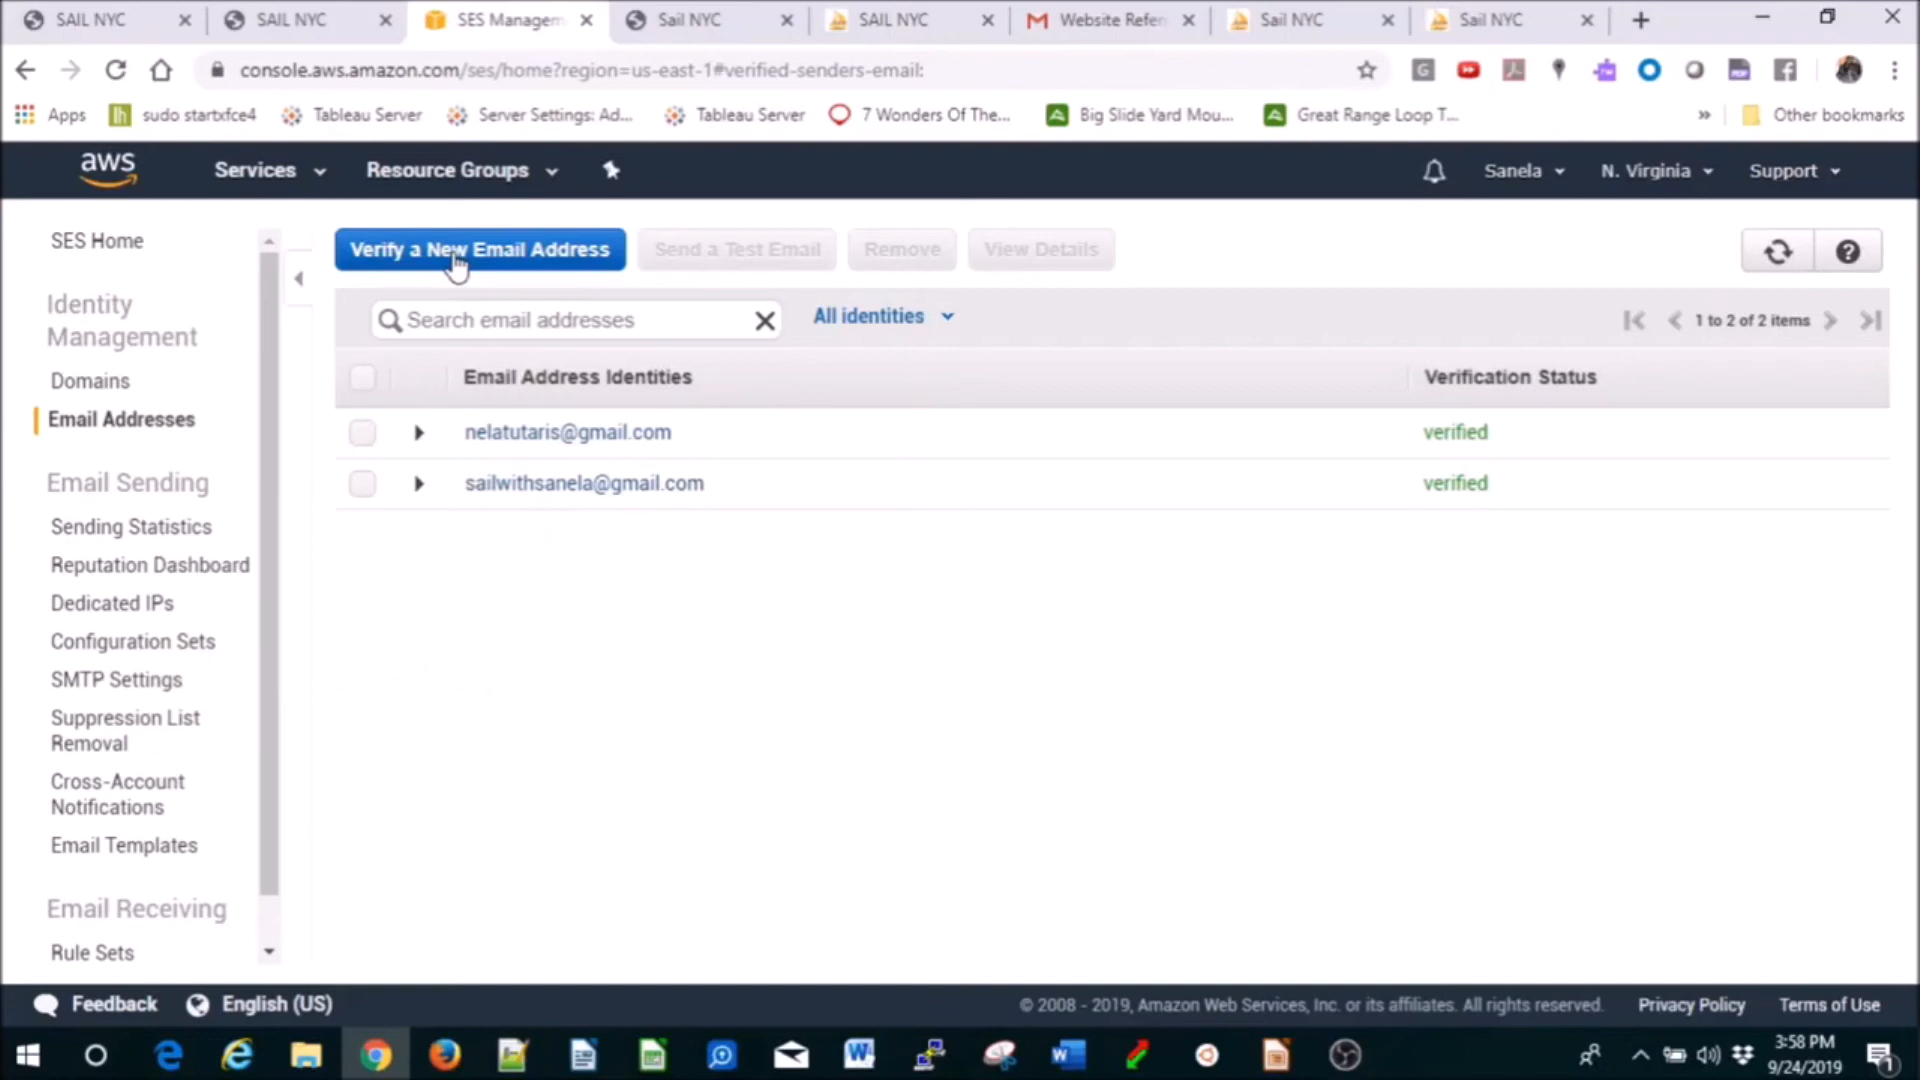 SAIL NYC
SAIL NYC
SES Managem
Sail NYC
SAIL NYC
Website Refer
Sail NYC
Sail NYC
console.aws.amazon.com/ses/home?region=us-east-1#verified-senders-email:
Apps
sudo startxfce4
Tableau Server
Server Settings: Ad...
Tableau Server
7 Wonders Of The...
Big Slide Yard Mou...
Great Range Loop T...
»
Other bookmarks
aws
Services
Resource Groups
Sanela
N. Virginia
Support
SES Home
Identity
Management
Domains
Email Addresses
Email Sending
Sending Statistics
Reputation Dashboard
Dedicated IPs
Configuration Sets
SMTP Settings
Suppression List
Removal
Cross-Account
Notifications
Email Templates
Email Receiving
Rule Sets
Verify a New Email Address
Send a Test Email
Remove
View Details
Search email addresses
All identities
1 to 2 of 2 items
Email Address Identities
Verification Status
nelatutaris@gmail.com
verified
sailwithsanela@gmail.com
verified
Feedback
English (US)
© 2008 - 2019, Amazon Web Services, Inc. or its affiliates. All rights reserved.
Privacy Policy
Terms of Use
3:58 PM
9/24/2019
1